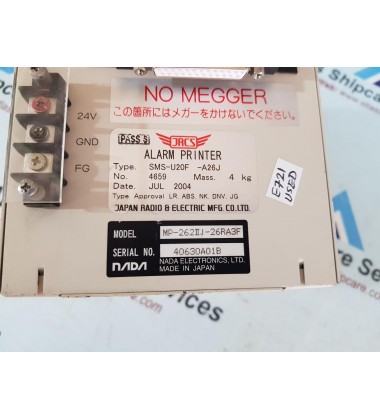 NO MEGGER
この箇所にはメガーをかけないでください。
24V
GND
FG
PASS S
JRCS
ALARM PRINTER
Type. SMS-U20F -A26J
No. 4659 Mass. 4 kg
Date. JUL 2004
Type Approval LR. ABS. NK. DNV. JG
JAPAN RADIO & ELECTRIC MFG. CO. LTD.
E721
USED
MODEL MP-262ⅡJ-26RA3F
SERIAL NO. 40630A01B
NADA NADA ELECTRONICS, LTD.
MADE IN JAPAN